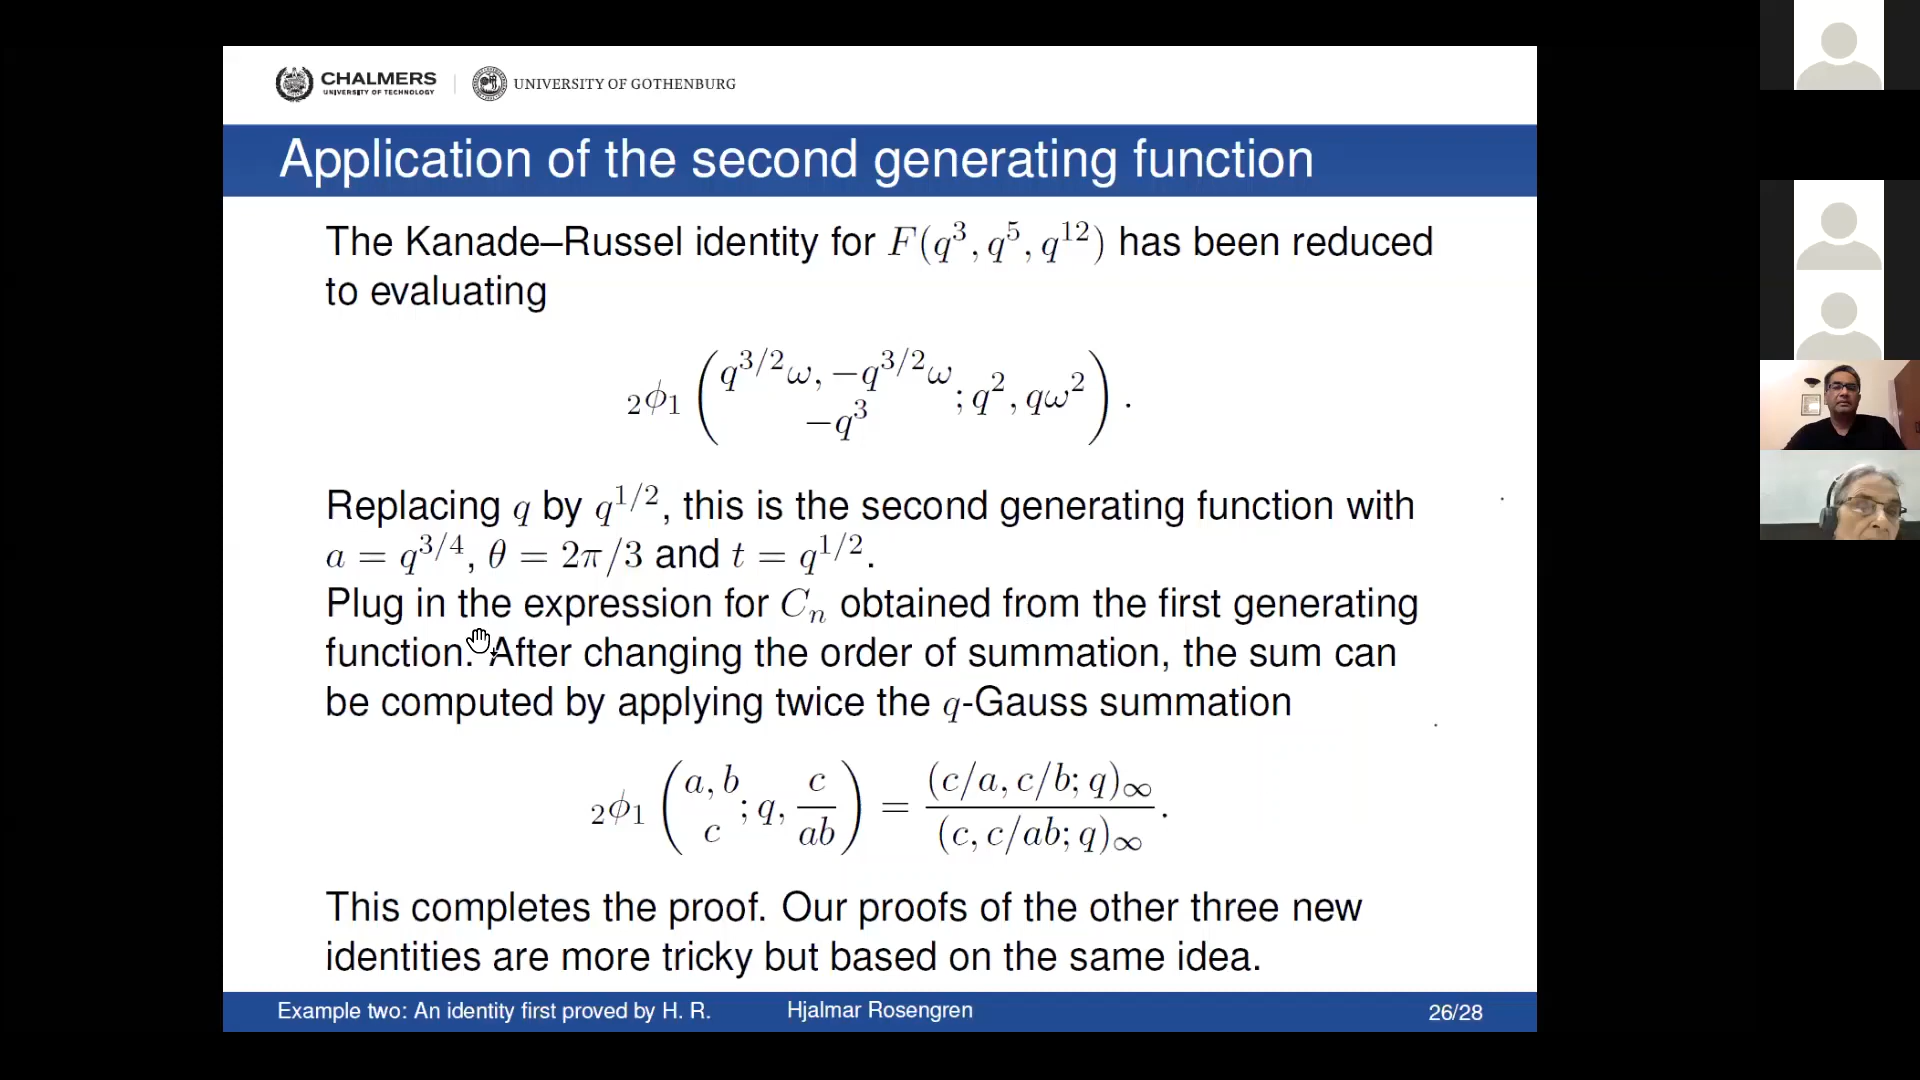 CHALMERS
UNIVERSITY OF TECHNOLOGY
UNIVERSITY OF GOTHENBURG
Application of the second generating function
The Kanade–Russel identity for F(q^3, q^5, q^12) has been reduced
to evaluating
2ϕ1 (q^{3/2}ω, −q^{3/2}ω / −q^3 ; q^2, qω^2) .
Replacing q by q^{1/2}, this is the second generating function with
a = q^{3/4}, θ = 2π/3 and t = q^{1/2}.
Plug in the expression for C_n obtained from the first generating
function. After changing the order of summation, the sum can
be computed by applying twice the q-Gauss summation
2ϕ1 (a, b / c ; q, c/ab) = (c/a, c/b; q)∞ / (c, c/ab; q)∞ .
This completes the proof. Our proofs of the other three new
identities are more tricky but based on the same idea.
Example two: An identity first proved by H. R. Hjalmar Rosengren 26/28